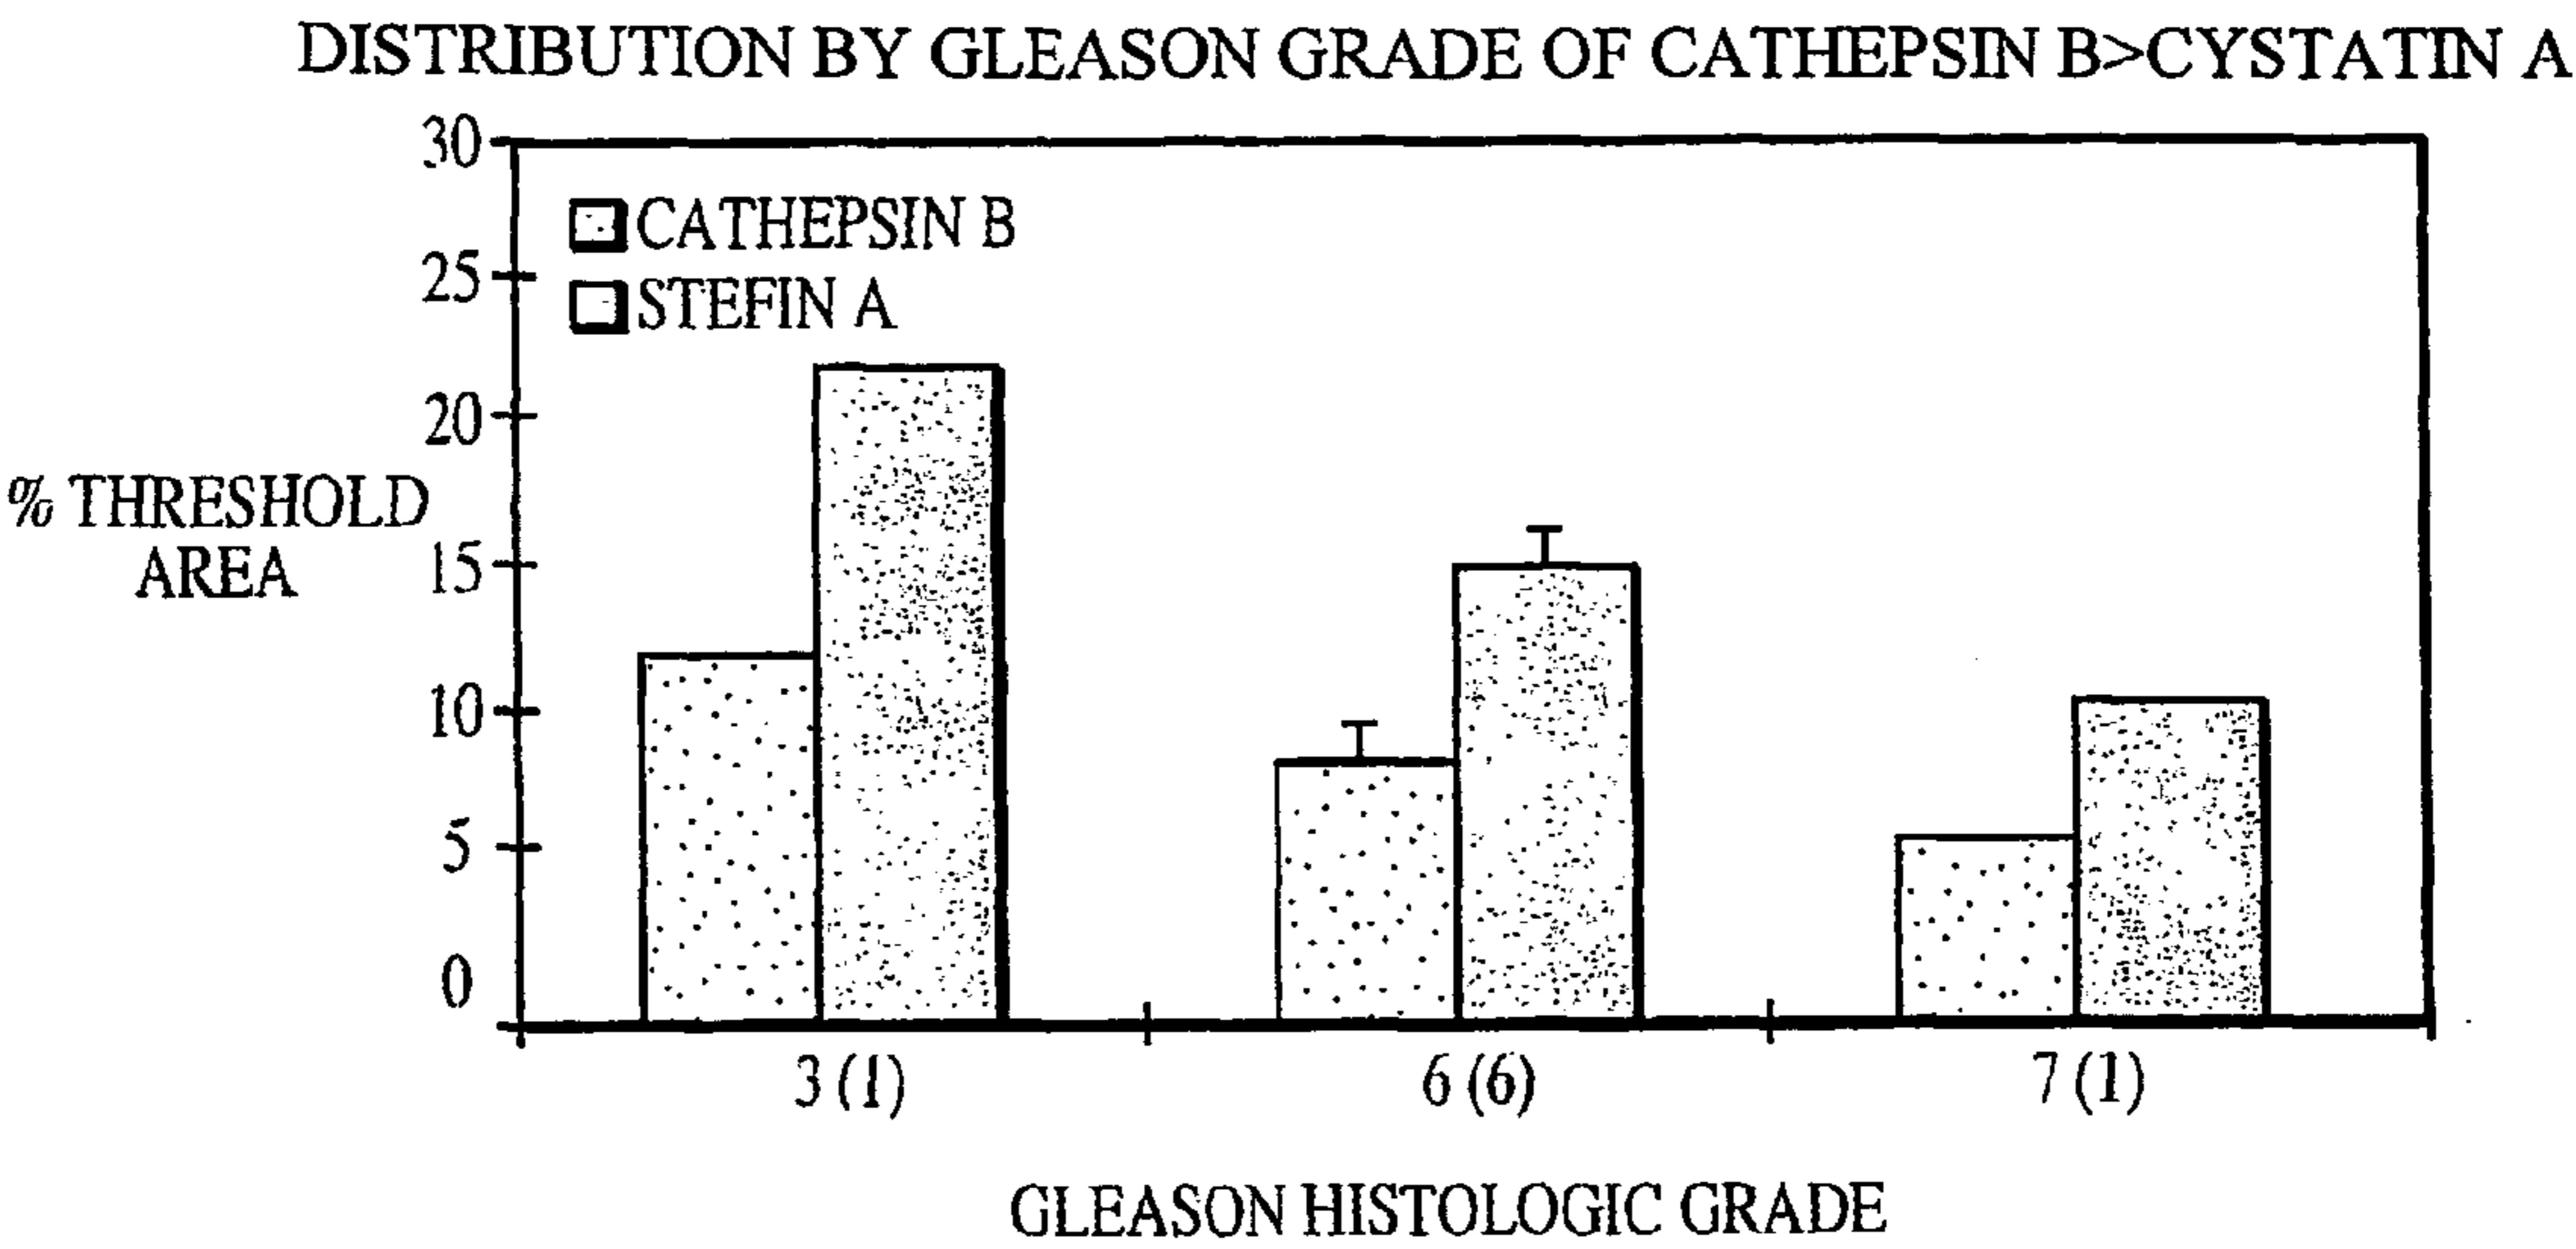 DISTRIBUTION BY GLEASON GRADE OF CATHEPSIN B>CYSTATIN A
30
25
20
15
10
5
0
CATHEPSIN B
STEFIN A
% THRESHOLD
AREA
3 (1)
6 (6)
7 (1)
GLEASON HISTOLOGIC GRADE